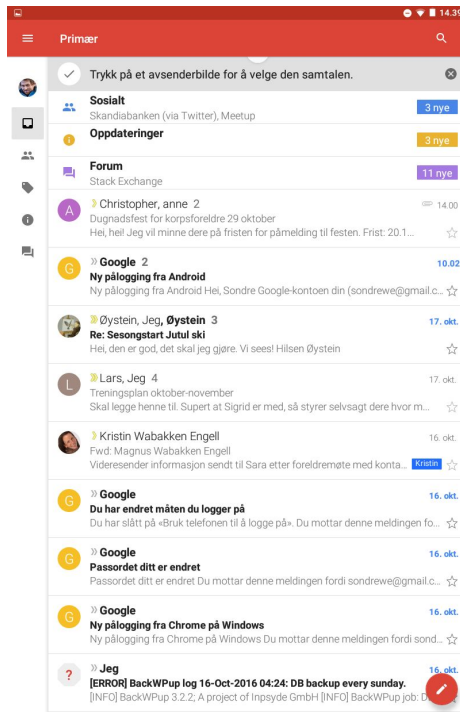 14.39
Primær
Trykk på et avsenderbilde for å velge den samtalen.
Sosialt
3 nye
Skandiabanken (via Twitter), Meetup
Oppdateringer
3 nye
Forum
11 nye
Stack Exchange
A
Christopher, anne 2
14.00
Dugnadsfest for korpsforeldre 29 oktober
Hei, hei! Jeg vil minne dere på fristen for påmelding til festen. Frist: 20.1...
G
Google 2
10.02
Ny pålogging fra Android
Ny pålogging fra Android Hei, Sondre Google-kontoen din (sondrewe@gmail.c...
Øystein, Jeg, Øystein 3
17. okt.
Re: Sesongstart Jutul ski
Hei, den er god, det skal jeg gjøre. Vi sees! Hilsen Øystein
L
Lars, Jeg 4
17. okt.
Treningsplan oktober-november
Skal legge henne til. Supert at Sigrid er med, så styrer selvsagt dere hvor m...
Kristin Wabakken Engell
16. okt.
Fwd: Magnus Wabakken Engell
Videresender informasjon sendt til Sara etter foreldremøte med konta...
Kristin
G
Google
16. okt.
Du har endret måten du logger på
Du har slått på «Bruk telefonen til å logge på». Du mottar denne meldingen fo...
G
Google
16. okt.
Passordet ditt er endret
Passordet ditt er endret Du mottar denne meldingen fordi sondrewe@gmail.c...
G
Google
16. okt.
Ny pålogging fra Chrome på Windows
Ny pålogging fra Chrome på Windows Du mottar denne meldingen fordi sond...
?
Jeg
16. okt.
[ERROR] BackWPup log 16-Oct-2016 04:24: DB backup every sunday.
[INFO] BackWPup 3.2.2; A project of Inpsyde GmbH [INFO] BackWPup job: